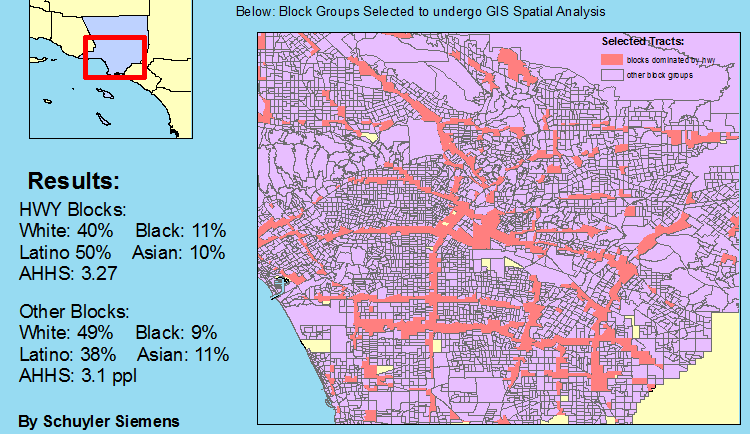 Below: Block Groups Selected to undergo GIS Spatial Analysis
Selected Tracts:
blocks dominated by hwy
other block groups
Results:
HWY Blocks:
White: 40% Black: 11%
Latino 50% Asian: 10%
AHHS: 3.27
Other Blocks:
White: 49% Black: 9%
Latino: 38% Asian: 11%
AHHS: 3.1 ppl
By Schuyler Siemens